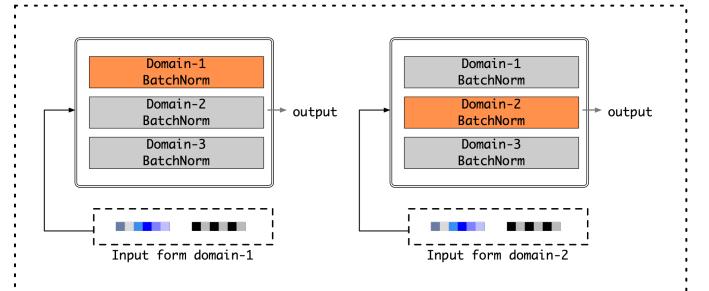 Domain-1
BatchNorm
Domain-2
BatchNorm
Domain-3
BatchNorm
output
Input form domain-1
Domain-1
BatchNorm
Domain-2
BatchNorm
Domain-3
BatchNorm
output
Input form domain-2